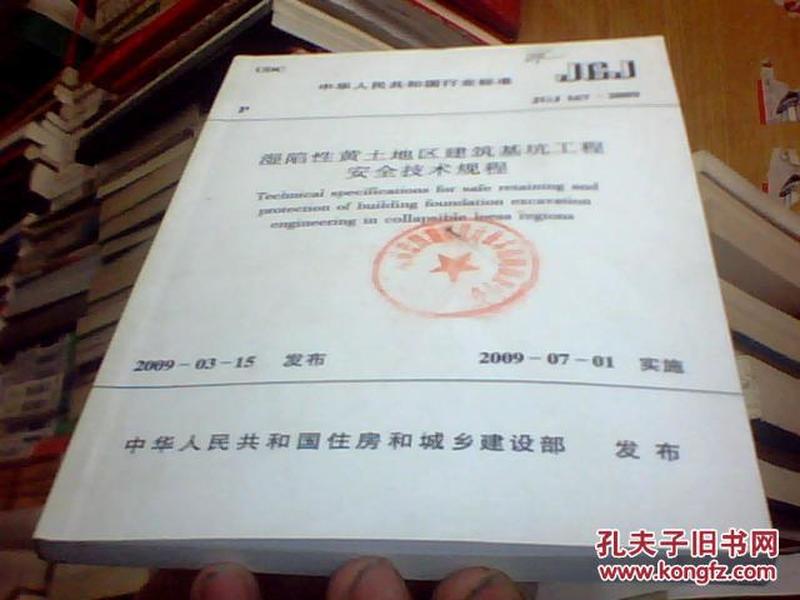 UDC
中华人民共和国行业标准
JGJ
P
JGJ 167-2009
湿陷性黄土地区建筑基坑工程
安全技术规程
Technical specifications for safe retaining and
protection of building foundation excavation
engineering in collapsible loess regions
2009-03-15 发布
2009-07-01 实施
中华人民共和国住房和城乡建设部 发布
孔夫子旧书网
www.kongfz.com